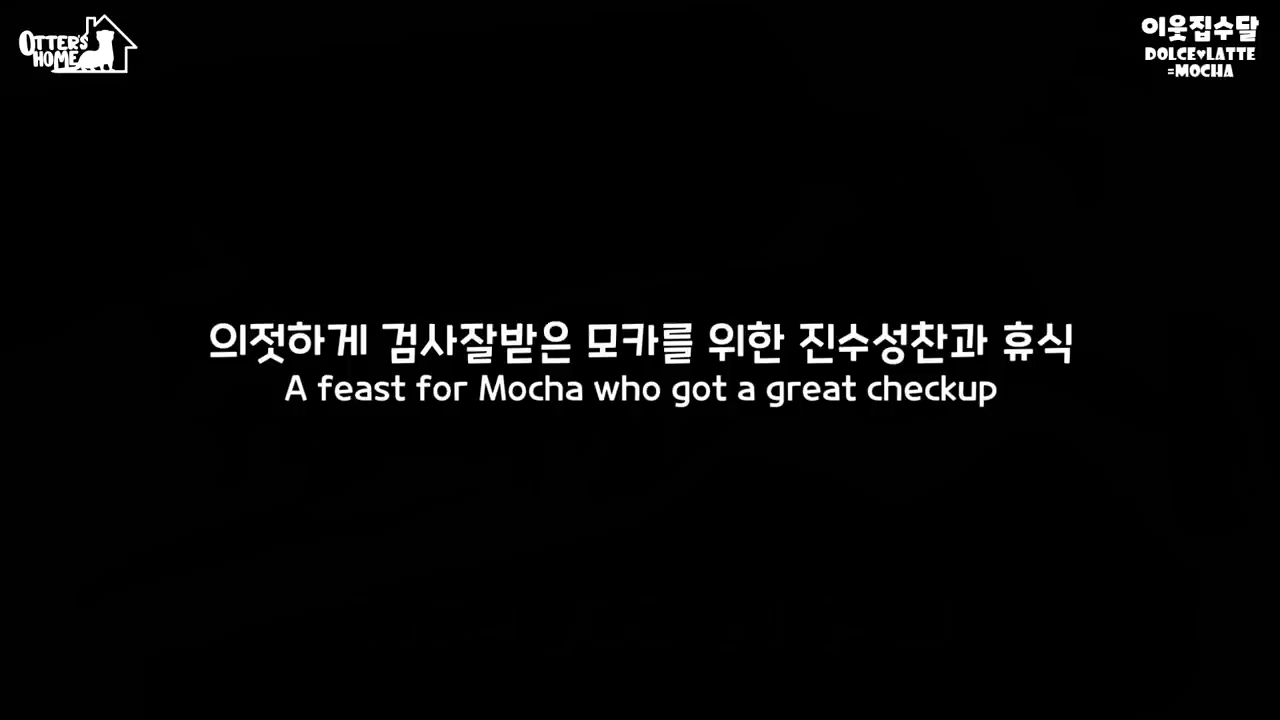 OTTER'S
HOME
이웃집수달
DOLCE♥LATTE
=MOCHA
의젓하게 검사잘받은 모카를 위한 진수성찬과 휴식
A feast for Mocha who got a great checkup